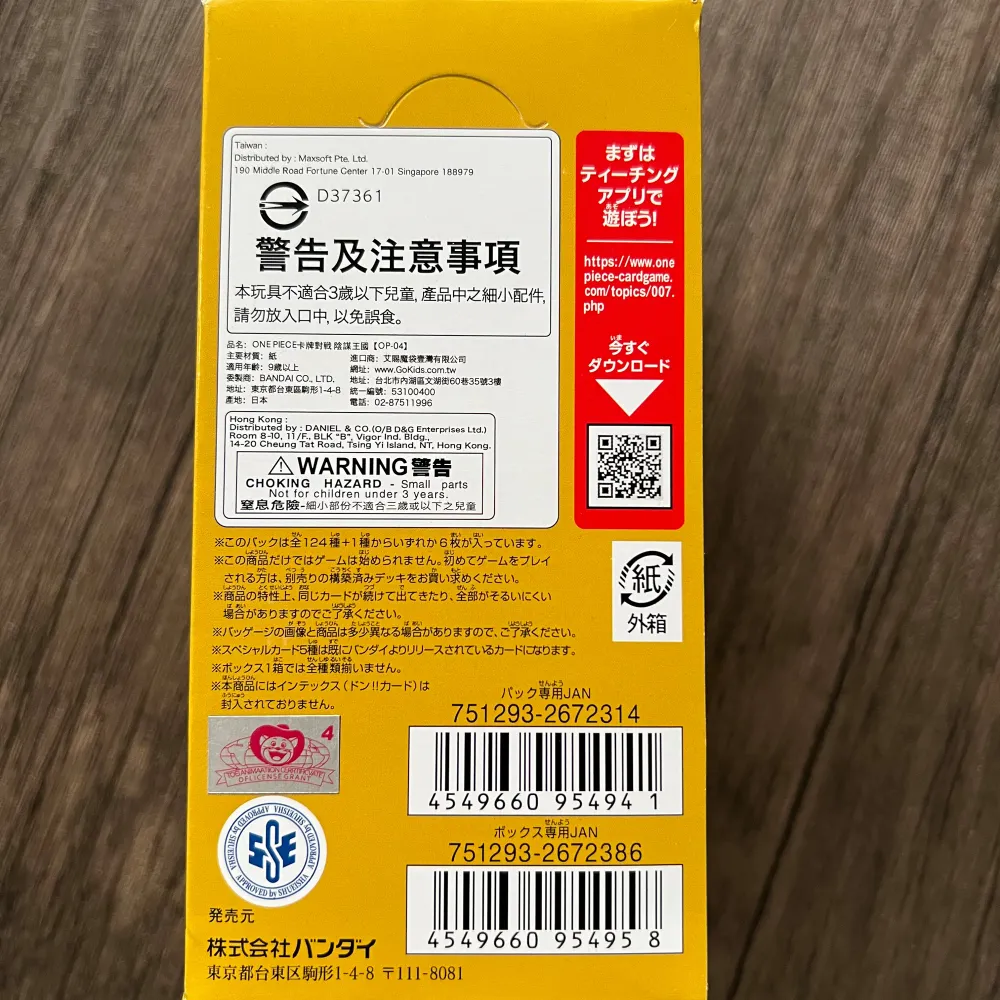 Taiwan :
Distributed by : Maxsoft Pte. Ltd.
190 Middle Road Fortune Center 17-01 Singapore 188979
D37361
警告及注意事項
本玩具不適合3歲以下兒童, 產品中之細小配件,
請勿放入口中, 以免誤食。
品名: ONE PIECE卡牌對戰 陰謀王國【OP-04】
主要材質: 紙
適用年齡: 9歲以上
委製商: BANDAI CO., LTD.
地址: 東京都台東區駒形1-4-8
產地: 日本
進口商: 艾賜魔袋壹灣有限公司
網址: www.GoKids.com.tw
地址: 台北市內湖區文湖街60巷35號3樓
統一編號: 53100400
電話: 02-87511996
Hong Kong :
Distributed by : DANIEL & CO.(O/B D&G Enterprises Ltd.)
Room 8-10, 11/F., BLK "B", Vigor Ind. Bldg.,
14-20 Cheung Tat Road, Tsing Yi Island, NT, Hong Kong.
⚠ WARNING 警告
CHOKING HAZARD - Small parts
Not for children under 3 years.
窒息危險-細小部份不適合三歲或以下之兒童
まずは
ティーチング
アプリで
遊ぼう!
https://www.one
piece-cardgame.
com/topics/007.
php
今すぐ
ダウンロード
紙
外箱
※このパックは全124種+1種からいずれか6枚が入っています。
※この商品だけではゲームは始められません。初めてゲームをプレイ
される方は、別売りの構築済みデッキをお買い求めください。
※商品の特性上、同じカードが続けて出てきたり、全部がそろいにくい
場合がありますのでご了承ください。
※パッケージの画像と商品は多少異なる場合がありますので、ご了承ください。
※スペシャルカード5種は既にバンダイよりリリースされているカードになります。
※ボックス1箱では全種類揃いません。
※本商品にはインデックス(ドン!!カード)は
封入されておりません。
パック専用JAN
751293-2672314
4549660 95494 1
ボックス専用JAN
751293-2672386
4549660 95495 8
4
TOEI ANIMATION CERTIFICATE
OF LICENSE GRANT
APPROVED by SHUEISHA
APPROVED by SHUEISHA
APPROVED by SHUEISHA
発売元
株式会社バンダイ
東京都台東区駒形1-4-8 〒111-8081